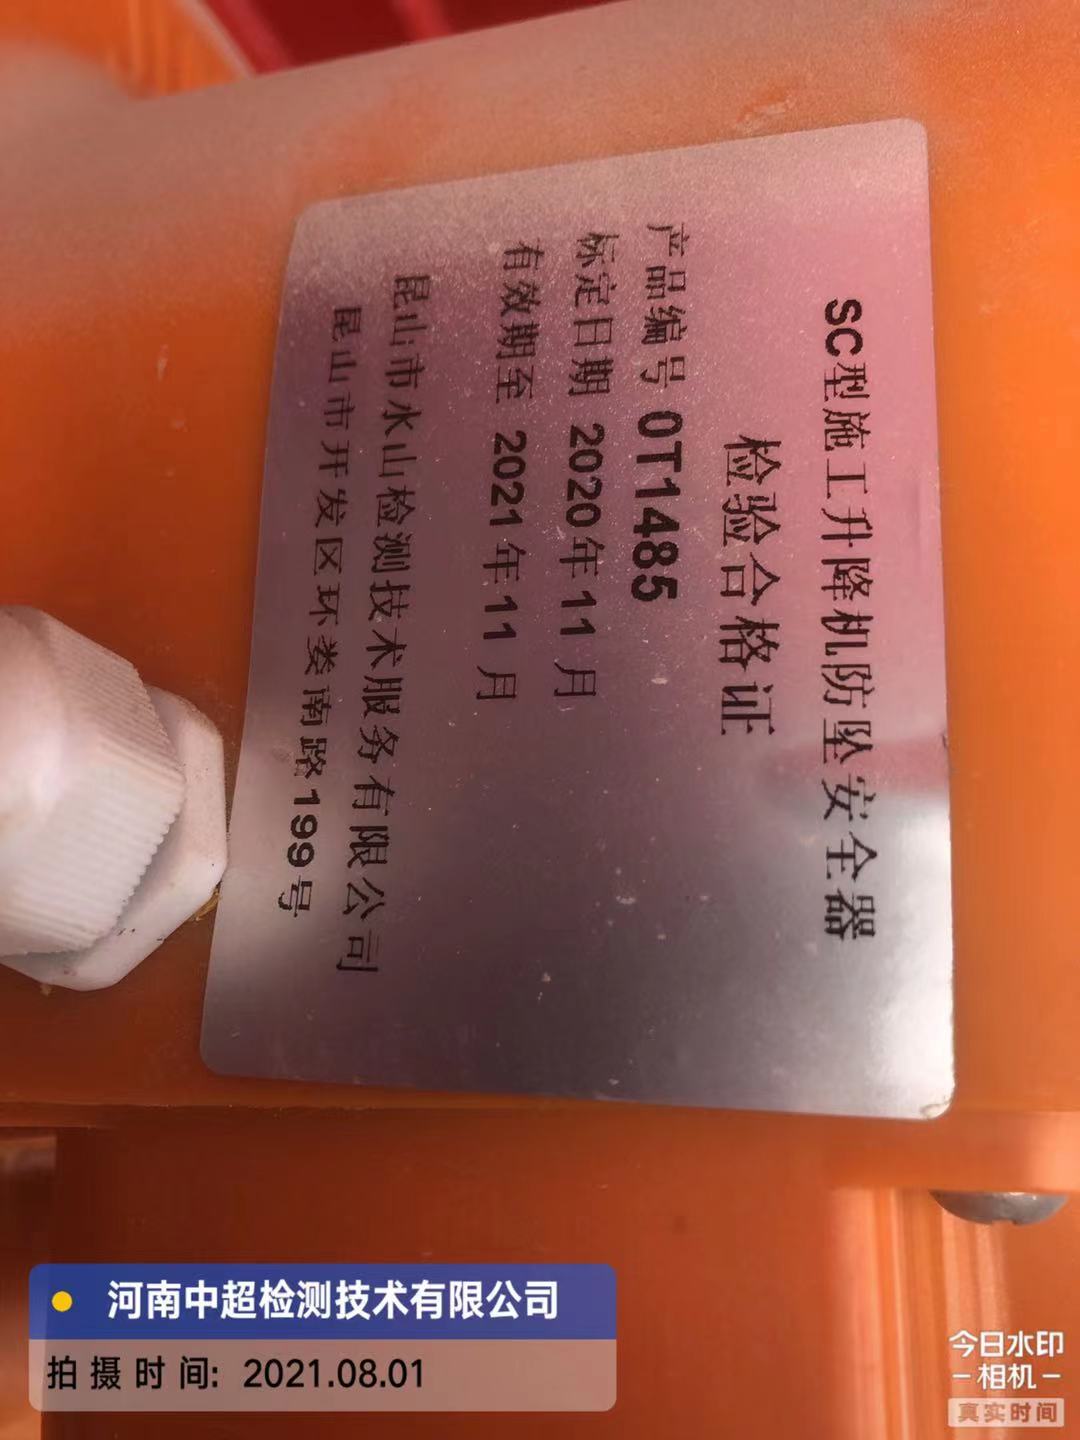 SC型施工升降机防坠安全器
检验合格证
产品编号 0T1485
标定日期 2020年11月
有效期至 2021年11月
昆山市水山检测技术服务有限公司
昆山市开发区环娄南路199号
河南中超检测技术有限公司
拍摄时间: 2021.08.01
今日水印
-相机-
真实时间